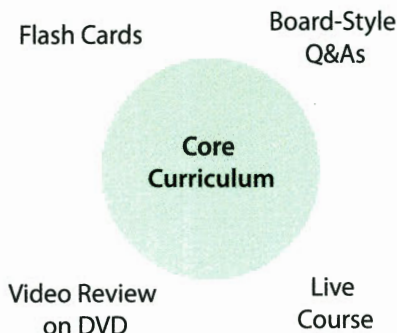 Flash Cards
Board-Style
Q&As
Core
Curriculum
Video Review
on DVD
Live
Course